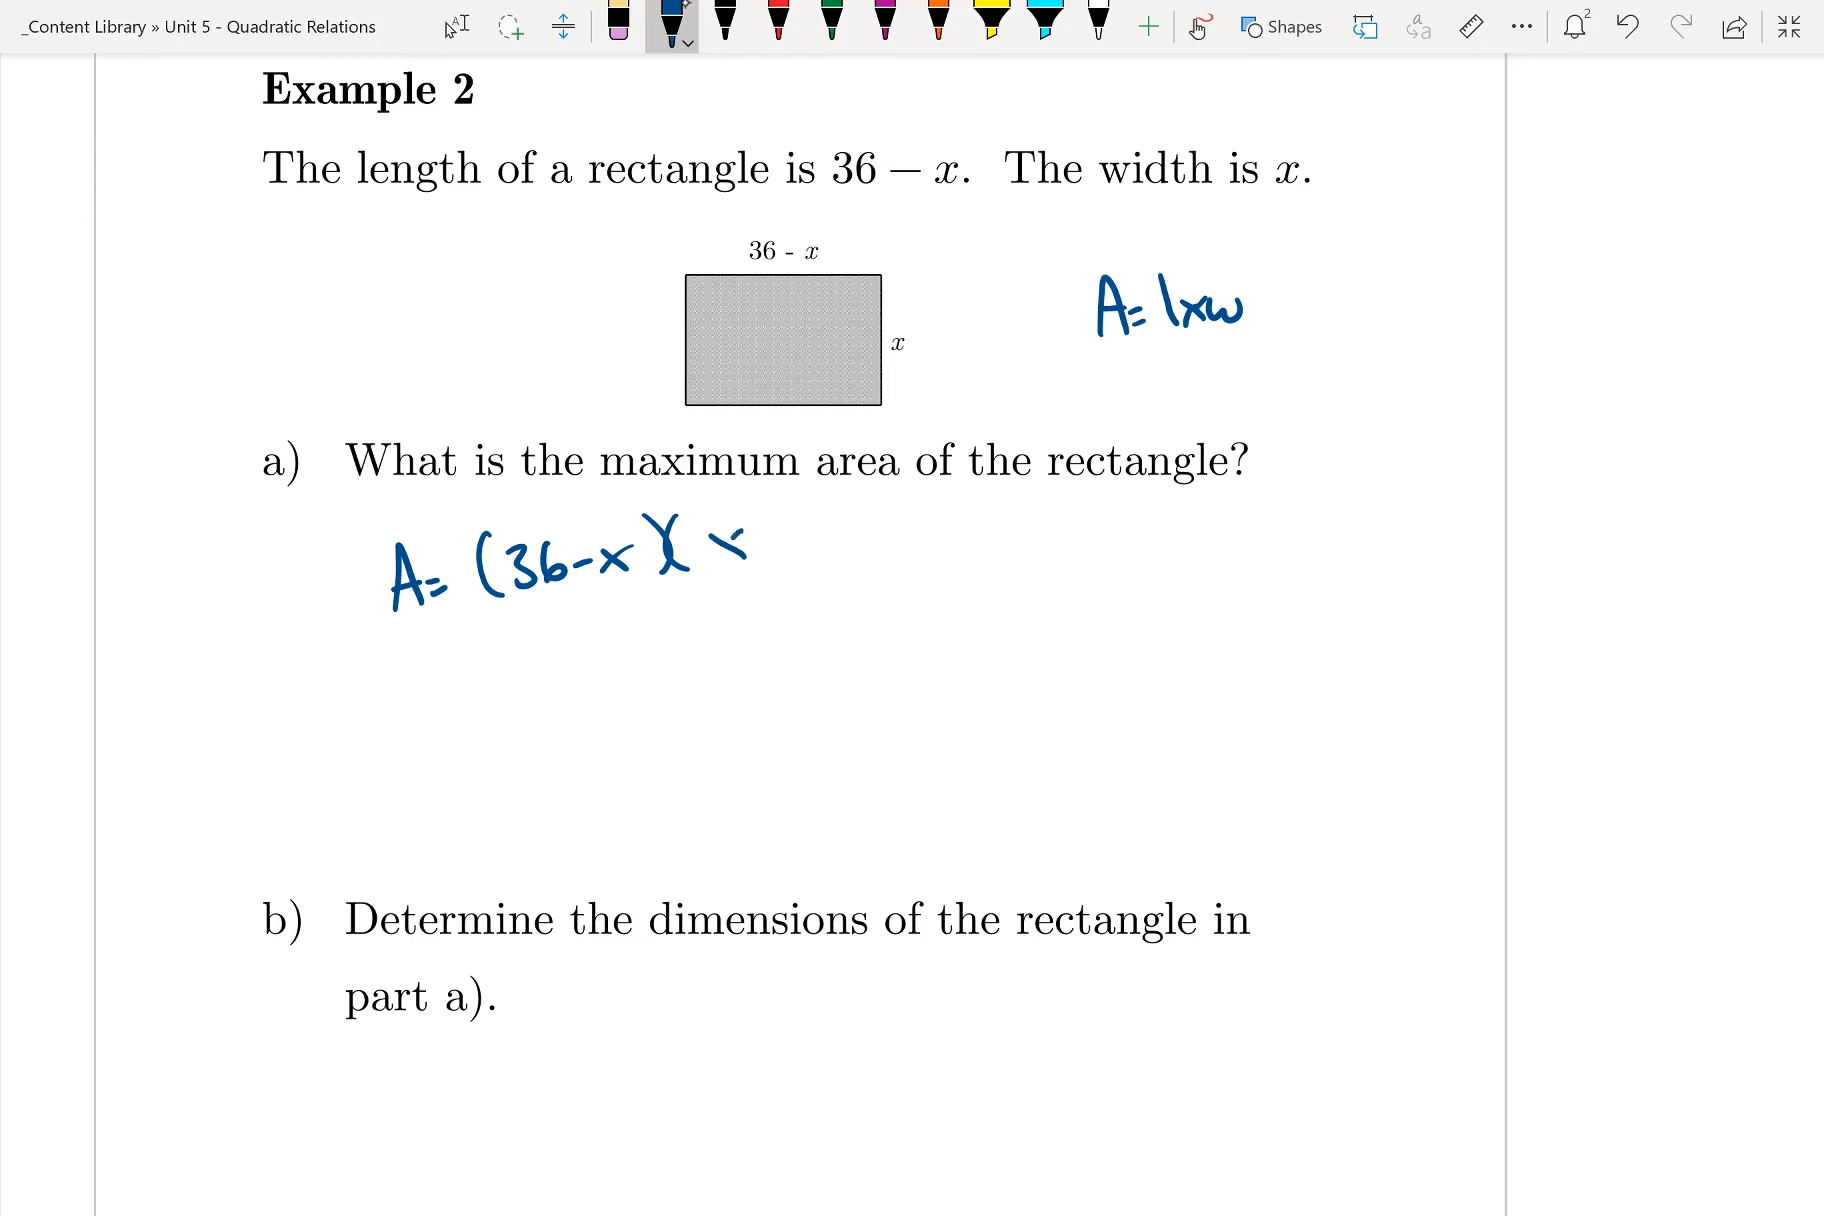 _Content Library » Unit 5 - Quadratic Relations
Shapes
2
Example 2
The length of a rectangle is 36 − x. The width is x.
36 - x
x
A= l×w
a) What is the maximum area of the rectangle?
A= (36-x)(x
b) Determine the dimensions of the rectangle in
part a).